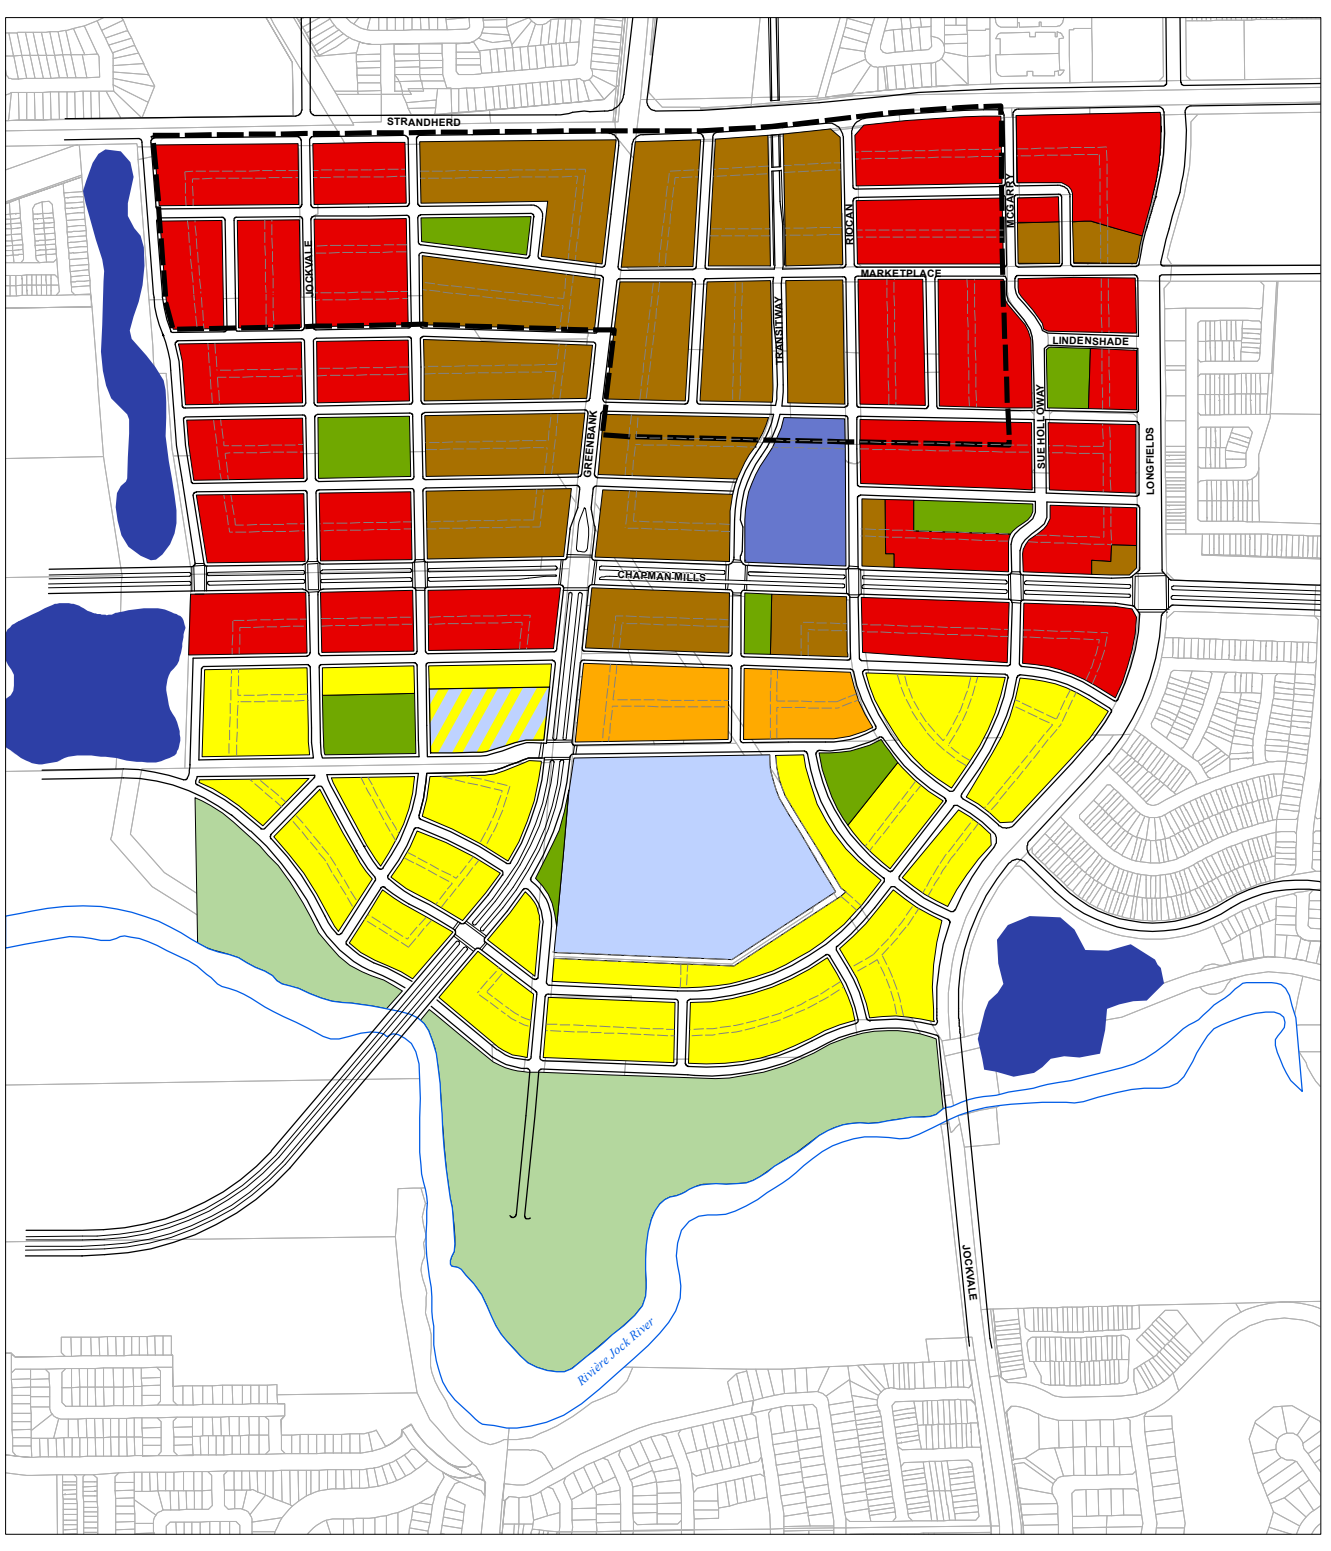 STRANDHERD
MCGARRY
RIOCAN
JOCKVALE
MARKETPLACE
TRANSITWAY
LINDENSHADE
SUE HOLLOWAY
GREENBANK
LONGFIELDS
CHAPMAN MILLS
JOCKVALE
Rivière Jock River